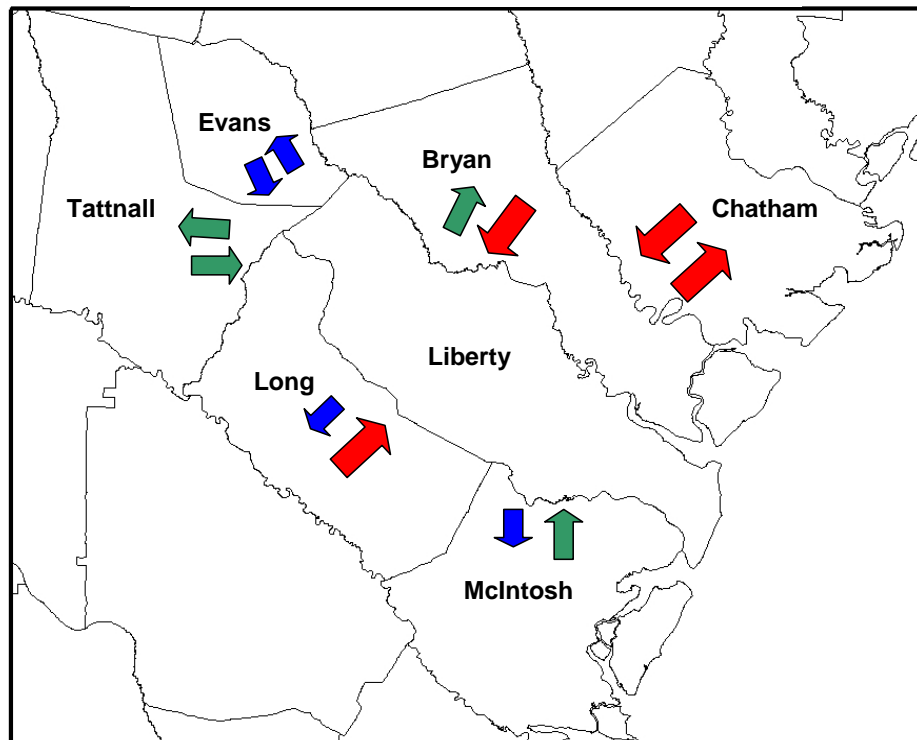 Evans
Bryan
Tattnall
Chatham
Liberty
Long
McIntosh